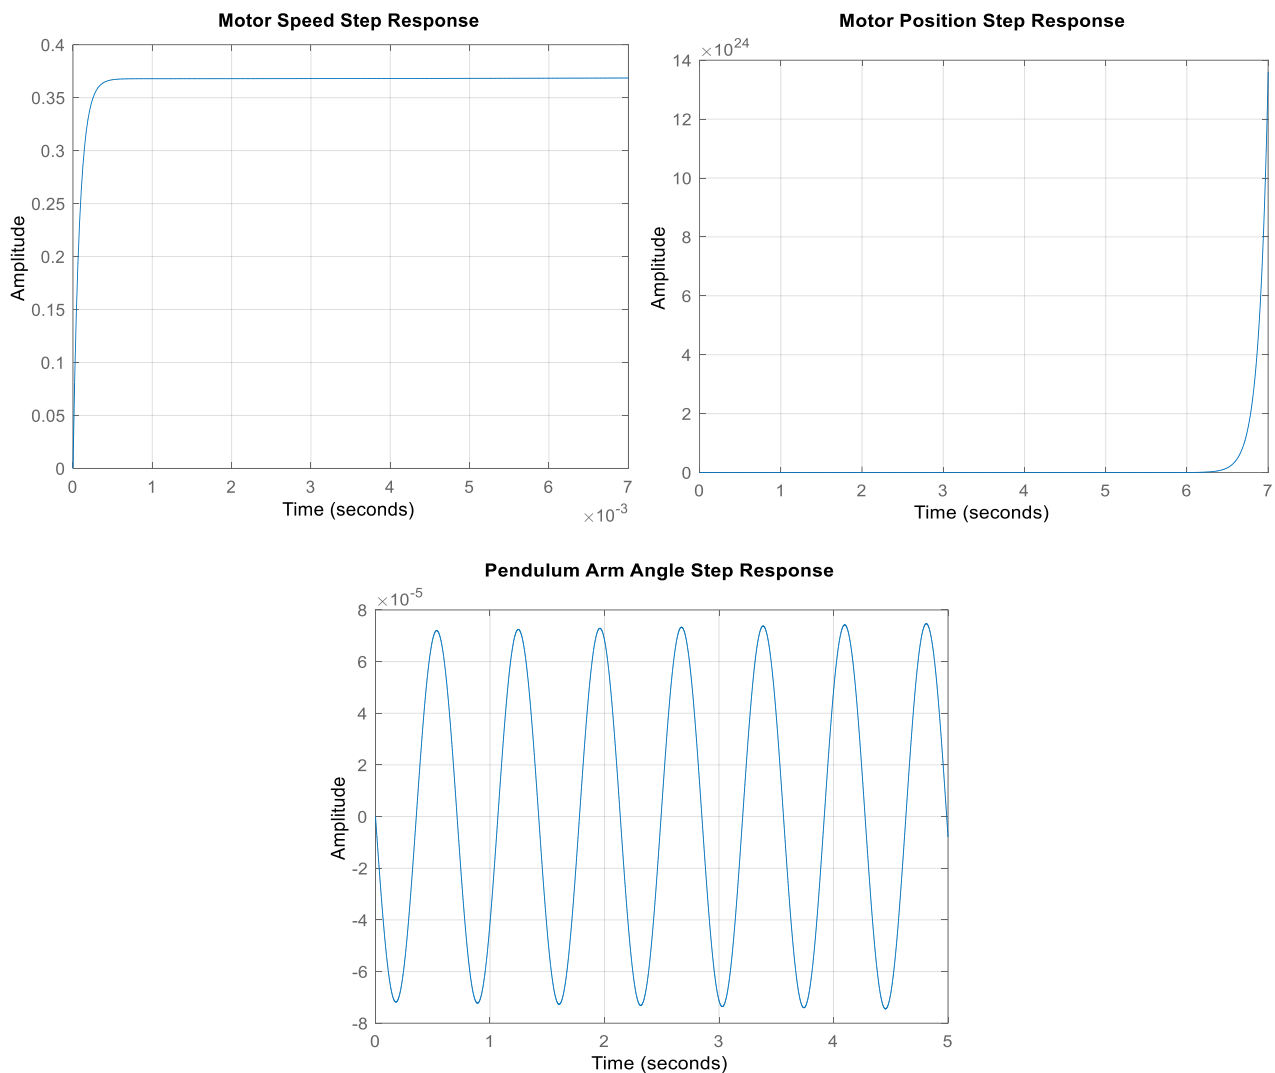 Motor Speed Step Response
0.4
0.35
0.3
0.25
0.2
0.15
0.1
0.05
0
Amplitude
0 1 2 3 4 5 6 7
Time (seconds)
×10-3
Motor Position Step Response
×1024
14
12
10
8
6
4
2
0
Amplitude
0 1 2 3 4 5 6 7
Time (seconds)
Pendulum Arm Angle Step Response
×10-5
8
6
4
2
0
-2
-4
-6
-8
Amplitude
0 1 2 3 4 5
Time (seconds)